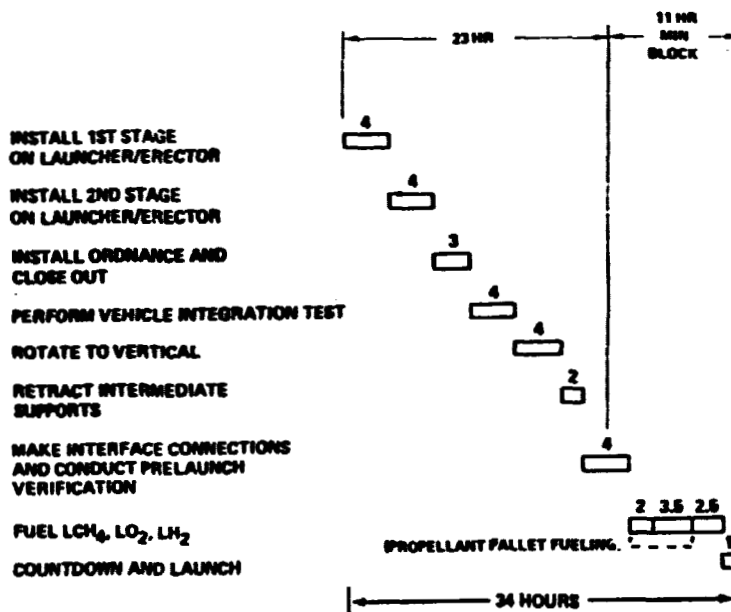 11 HR
MIN
BLOCK
23 HR
INSTALL 1ST STAGE
ON LAUNCHER/ERECTOR
4
INSTALL 2ND STAGE
ON LAUNCHER/ERECTOR
4
INSTALL ORDNANCE AND
CLOSE OUT
3
PERFORM VEHICLE INTEGRATION TEST
4
ROTATE TO VERTICAL
4
RETRACT INTERMEDIATE
SUPPORTS
2
MAKE INTERFACE CONNECTIONS
AND CONDUCT PRELAUNCH
VERIFICATION
4
FUEL LCH4, LO2, LH2
2 3.5 2.5
(PROPELLANT PALLET FUELING.
COUNTDOWN AND LAUNCH
1
34 HOURS